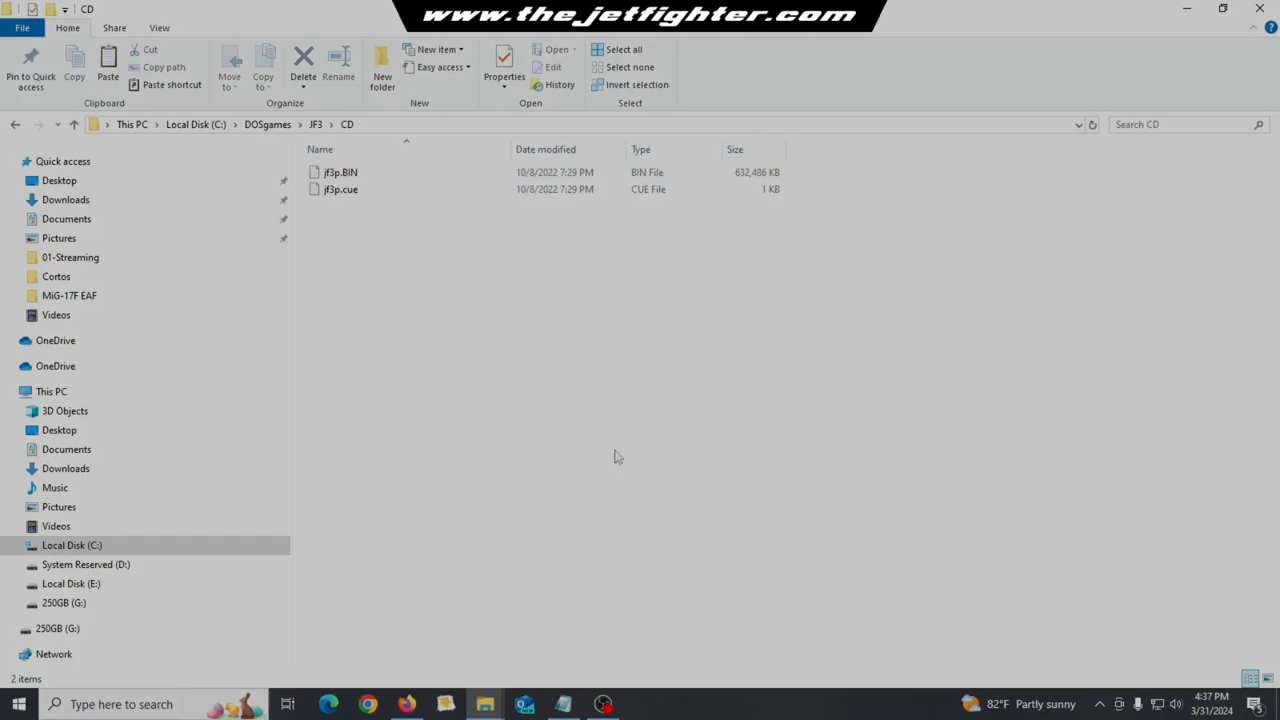 CD
www.thejetfighter.com
File
Home
Share
View
Pin to Quick
access
Copy
Paste
Cut
Copy path
Paste shortcut
Clipboard
Move
to
Copy
to
Delete
Rename
Organize
New
folder
New item
Easy access
New
Properties
Open
Edit
History
Open
Select all
Select none
Invert selection
Select
This PC
Local Disk (C:)
DOSgames
JF3
CD
Search CD
Name
Date modified
Type
Size
jf3p.BIN
10/8/2022 7:29 PM
BIN File
632,486 KB
jf3p.cue
10/8/2022 7:29 PM
CUE File
1 KB
Quick access
Desktop
Downloads
Documents
Pictures
01-Streaming
Cortos
MiG-17F EAF
Videos
OneDrive
OneDrive
This PC
3D Objects
Desktop
Documents
Downloads
Music
Pictures
Videos
Local Disk (C:)
System Reserved (D:)
Local Disk (E:)
250GB (G:)
250GB (G:)
Network
2 items
Type here to search
82°F Partly sunny
4:37 PM
3/31/2024